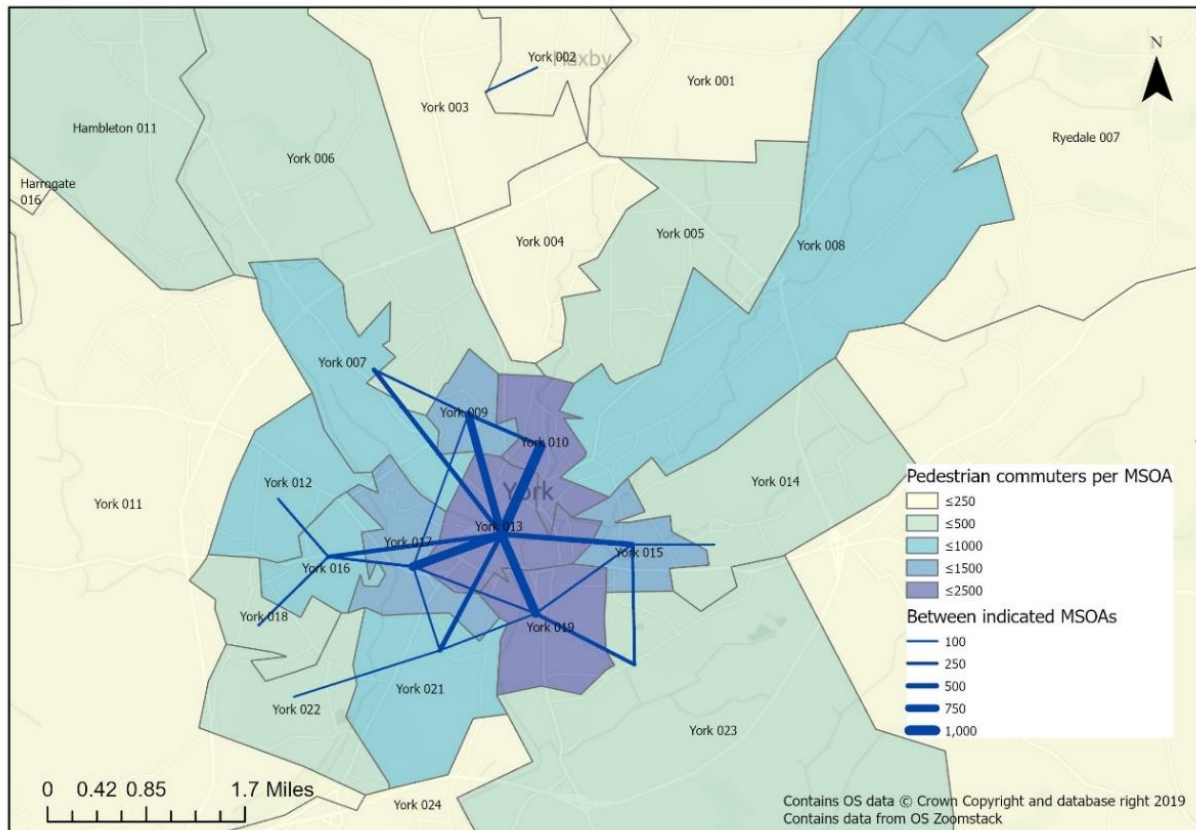 York 002
Haxby
York 001
N
York 003
Hambleton 011
Ryedale 007
York 006
Harrogate
016
York 004
York 005
York 008
York 007
York 009
York 010
York
York 012
York 014
York 011
York 013
York 017
York 015
York 016
York 018
York 019
York 021
York 022
York 023
York 024
Pedestrian commuters per MSOA
≤250
≤500
≤1000
≤1500
≤2500
Between indicated MSOAs
100
250
500
750
1,000
0 0.42 0.85 1.7 Miles
Contains OS data © Crown Copyright and database right 2019
Contains data from OS Zoomstack